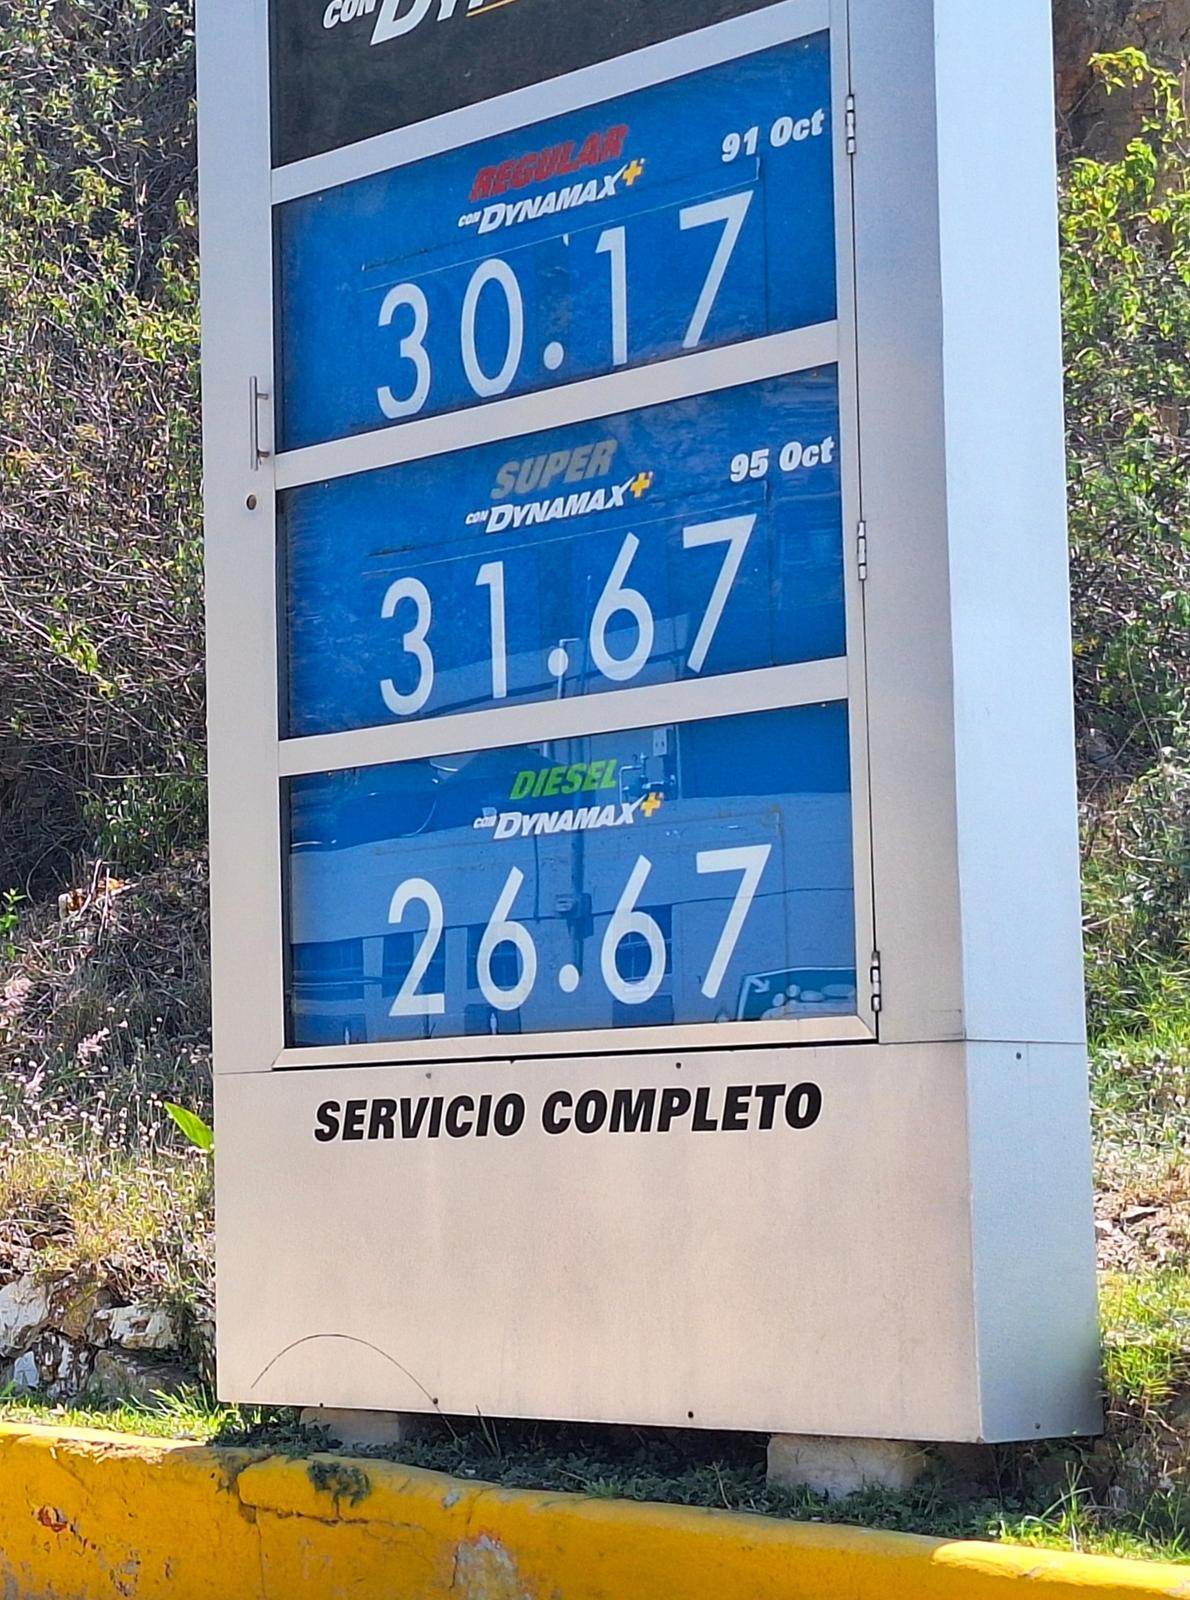 CON
REGULAR
91 Oct
CON DYNAMAX+
30.17
SUPER
95 Oct
CON DYNAMAX+
31.67
DIESEL
CON DYNAMAX+
26.67
SERVICIO COMPLETO